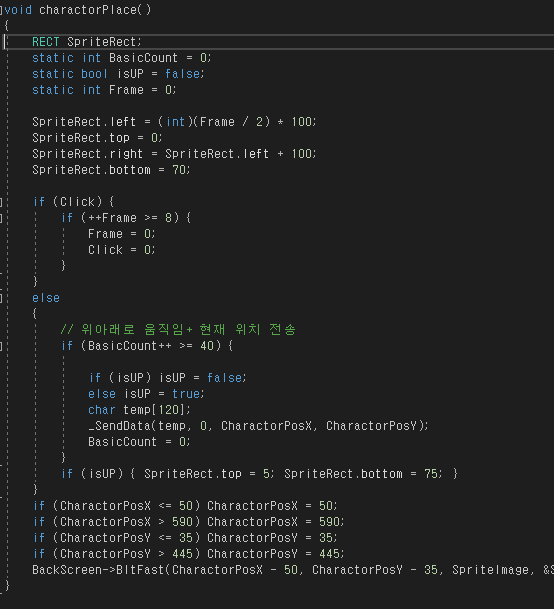 void charactorPlace()
{
RECT SpriteRect;
static int BasicCount = 0;
static bool isUP = false;
static int Frame = 0;
SpriteRect.left = (int)(Frame / 2) * 100;
SpriteRect.top = 0;
SpriteRect.right = SpriteRect.left + 100;
SpriteRect.bottom = 70;
if (Click) {
if (++Frame >= 8) {
Frame = 0;
Click = 0;
}
}
else
{
// 위아래로 움직임+ 현재 위치 전송
if (BasicCount++ >= 40) {
if (isUP) isUP = false;
else isUP = true;
char temp[120];
_SendData(temp, 0, CharactorPosX, CharactorPosY);
BasicCount = 0;
}
if (isUP) { SpriteRect.top = 5; SpriteRect.bottom = 75; }
}
if (CharactorPosX <= 50) CharactorPosX = 50;
if (CharactorPosX > 590) CharactorPosX = 590;
if (CharactorPosY <= 35) CharactorPosY = 35;
if (CharactorPosY > 445) CharactorPosY = 445;
BackScreen->BltFast(CharactorPosX - 50, CharactorPosY - 35, SpriteImage, &S
}